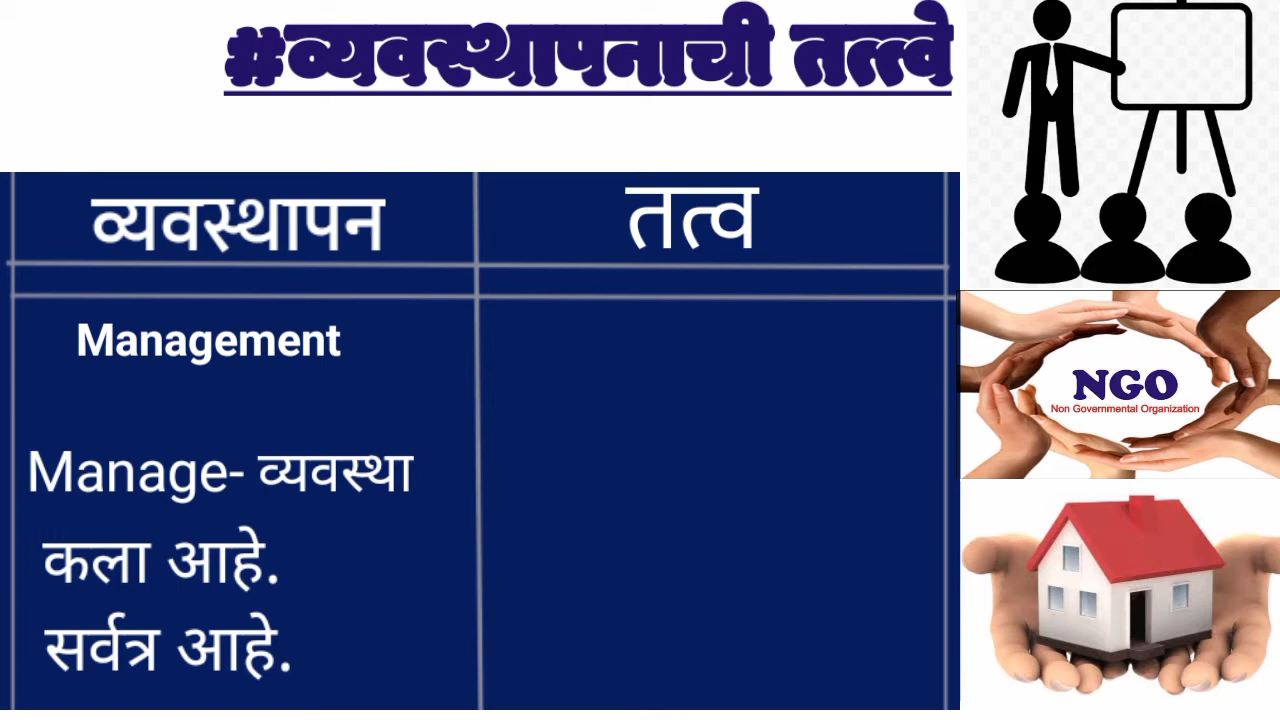 #व्यवस्थापनाची तत्त्वे
व्यवस्थापन
तत्व
Management
Manage- व्यवस्था
कला आहे.
सर्वत्र आहे.
NGO
Non Governmental Organization